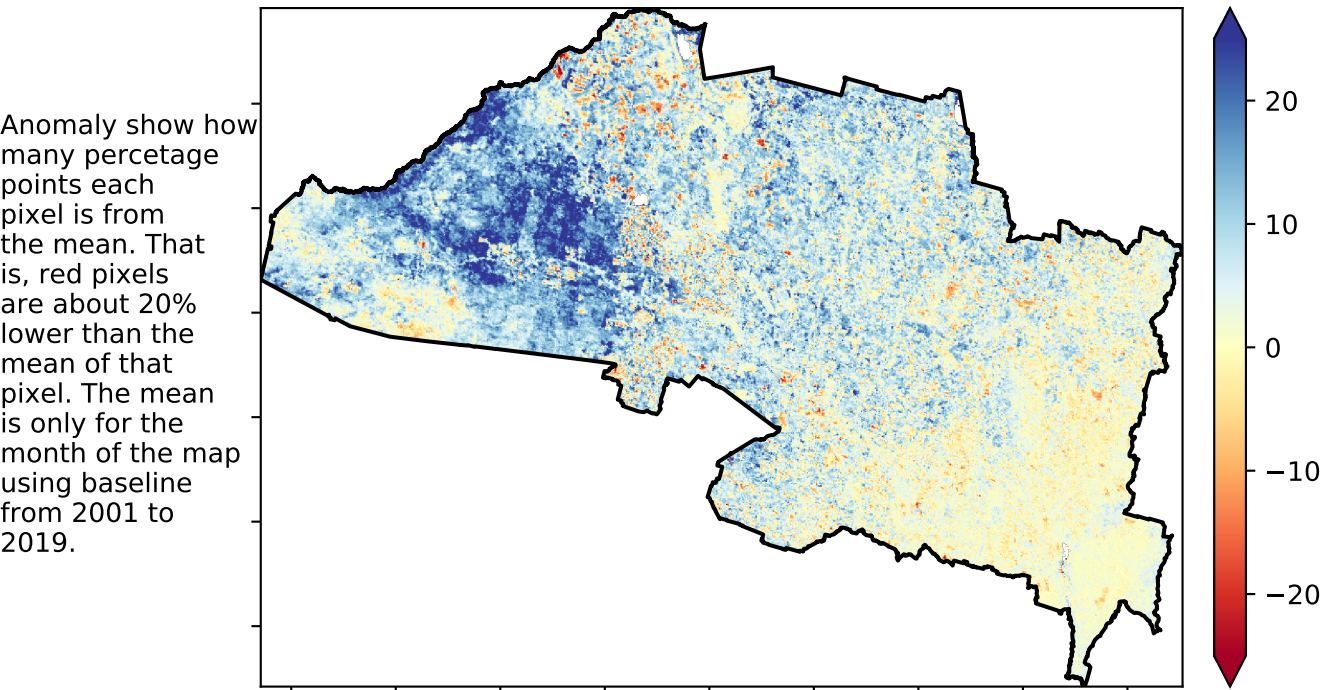 Anomaly show how
many percetage
points each
pixel is from
the mean. That
is, red pixels
are about 20%
lower than the
mean of that
pixel. The mean
is only for the
month of the map
using baseline
from 2001 to
2019.
20
10
0
−10
−20